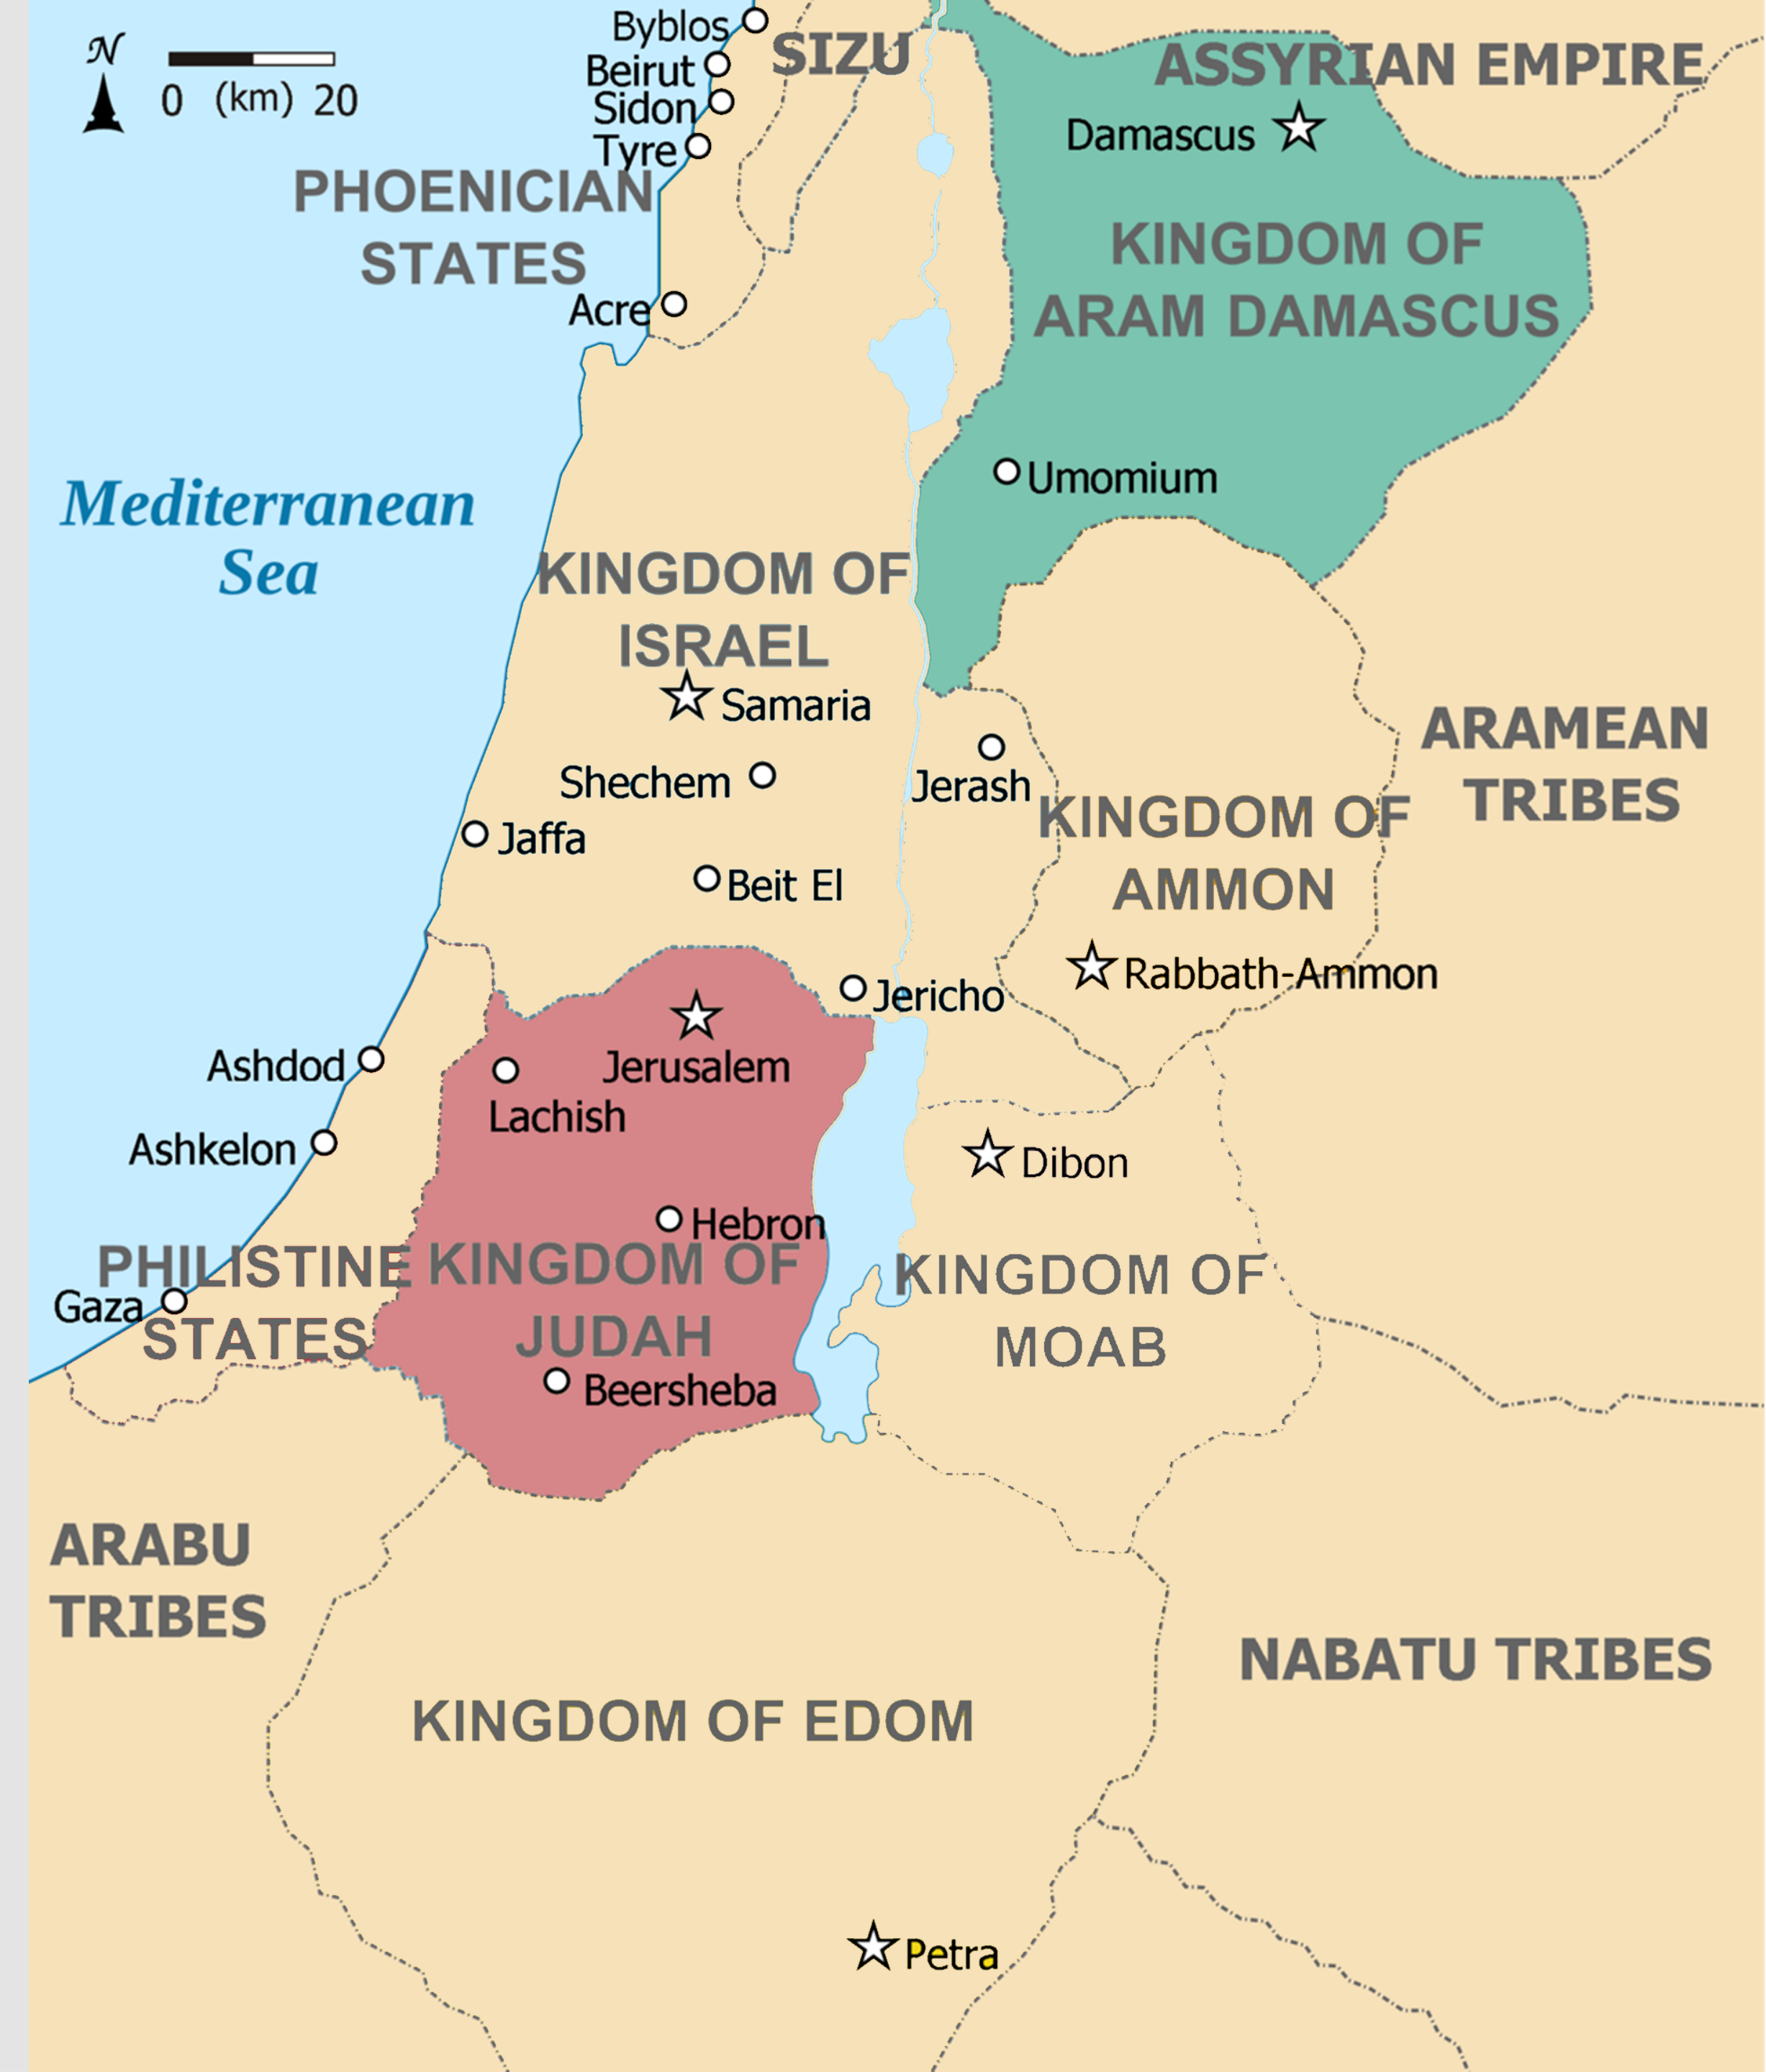 N
0 (km) 20
Byblos
Beirut
Sidon
Tyre
SIZU
ASSYRIAN EMPIRE
Damascus
PHOENICIAN
STATES
KINGDOM OF
ARAM DAMASCUS
Acre
Umomium
Mediterranean
Sea
KINGDOM OF
ISRAEL
Samaria
Shechem
Jerash
ARAMEAN
TRIBES
Jaffa
KINGDOM OF
AMMON
Beit El
Rabbath-Ammon
Jericho
Jerusalem
Ashdod
Lachish
Ashkelon
Dibon
Hebron
PHILISTINE
STATES
Gaza
KINGDOM OF
JUDAH
KINGDOM OF
MOAB
Beersheba
ARABU
TRIBES
NABATU TRIBES
KINGDOM OF EDOM
Petra